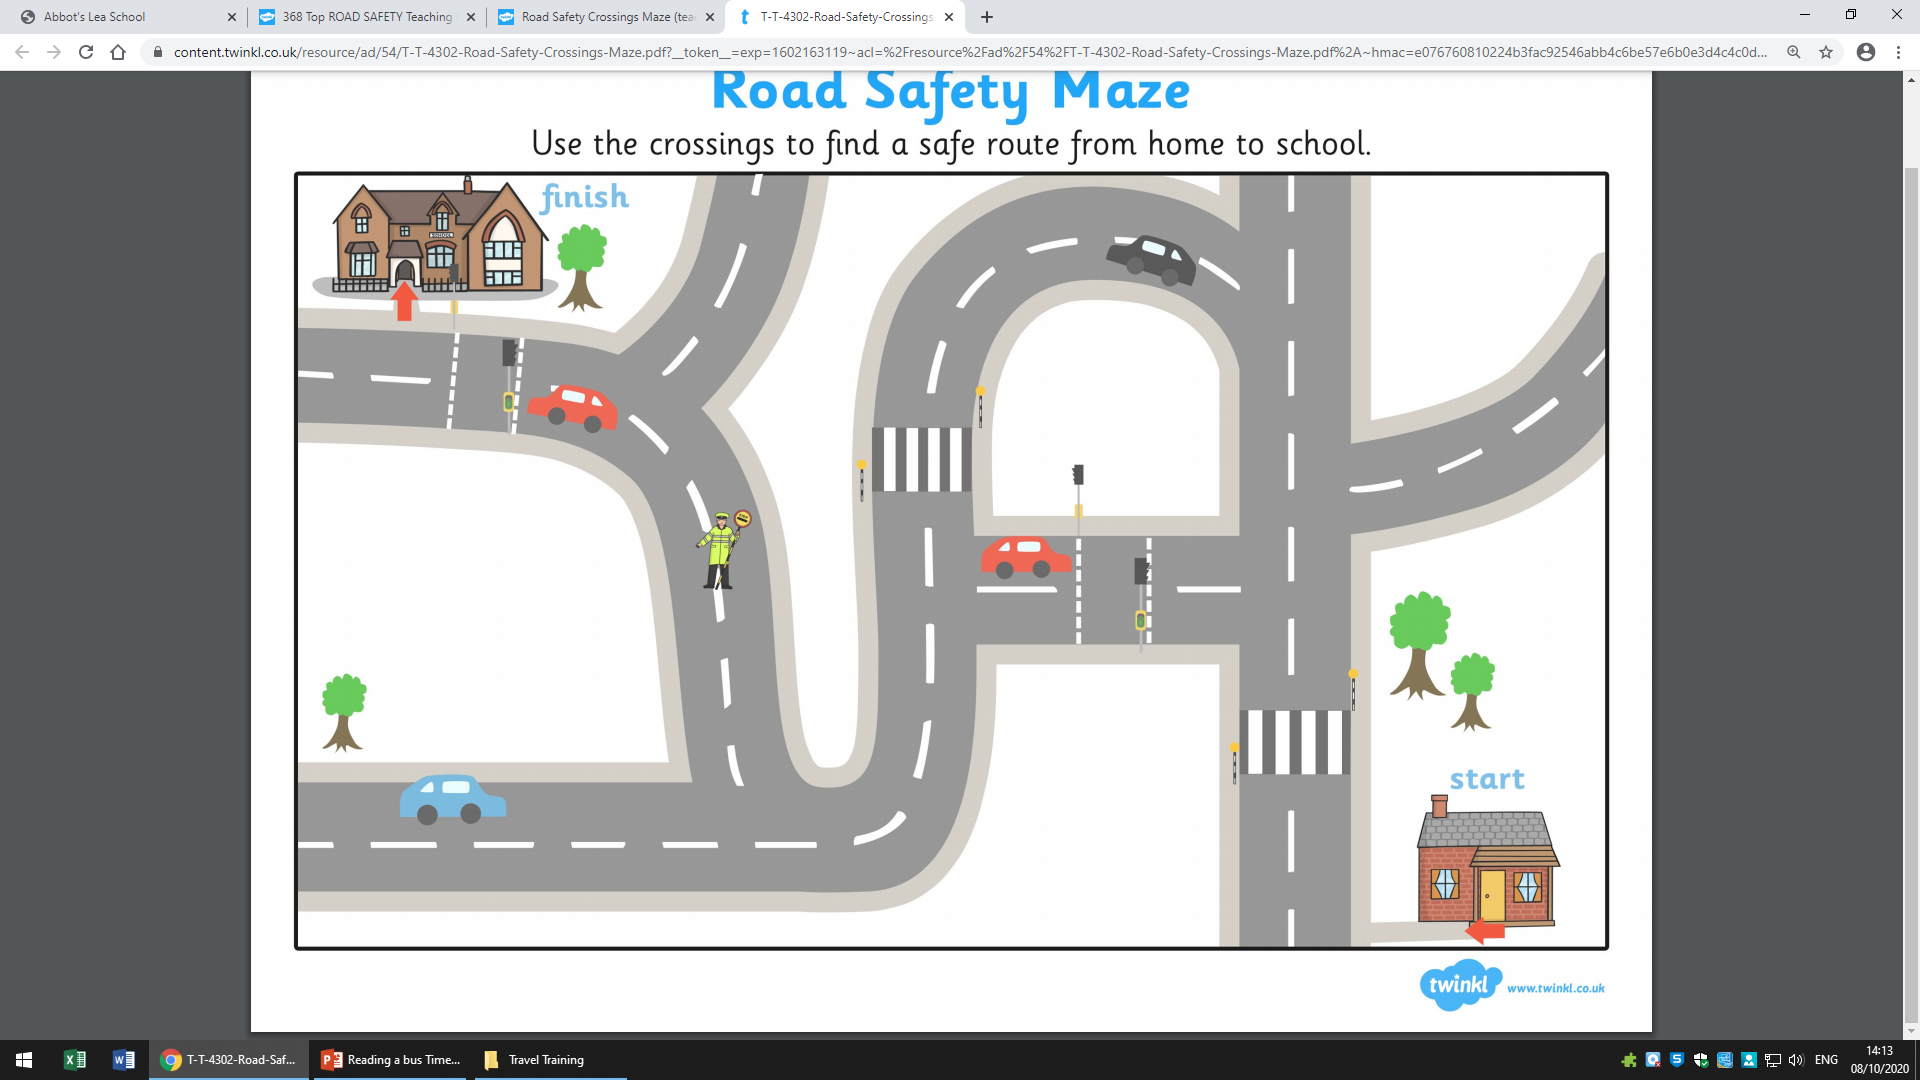 Abbot's Lea School
368 Top ROAD SAFETY Teaching
Road Safety Crossings Maze (tea
T-T-4302-Road-Safety-Crossings
content.twinkl.co.uk/resource/ad/54/T-T-4302-Road-Safety-Crossings-Maze.pdf?__token__=exp=1602163119~acl=%2Fresource%2Fad%2F54%2FT-T-4302-Road-Safety-Crossings-Maze.pdf%2A~hmac=e076760810224b3fac92546abb4c6be57e6b0e3d4c4c0d...
Road Safety Maze
Use the crossings to find a safe route from home to school.
finish
SCHOOL
start
twinkl www.twinkl.co.uk
T-T-4302-Road-Saf...
Reading a bus Time...
Travel Training
ENG
14:13
08/10/2020